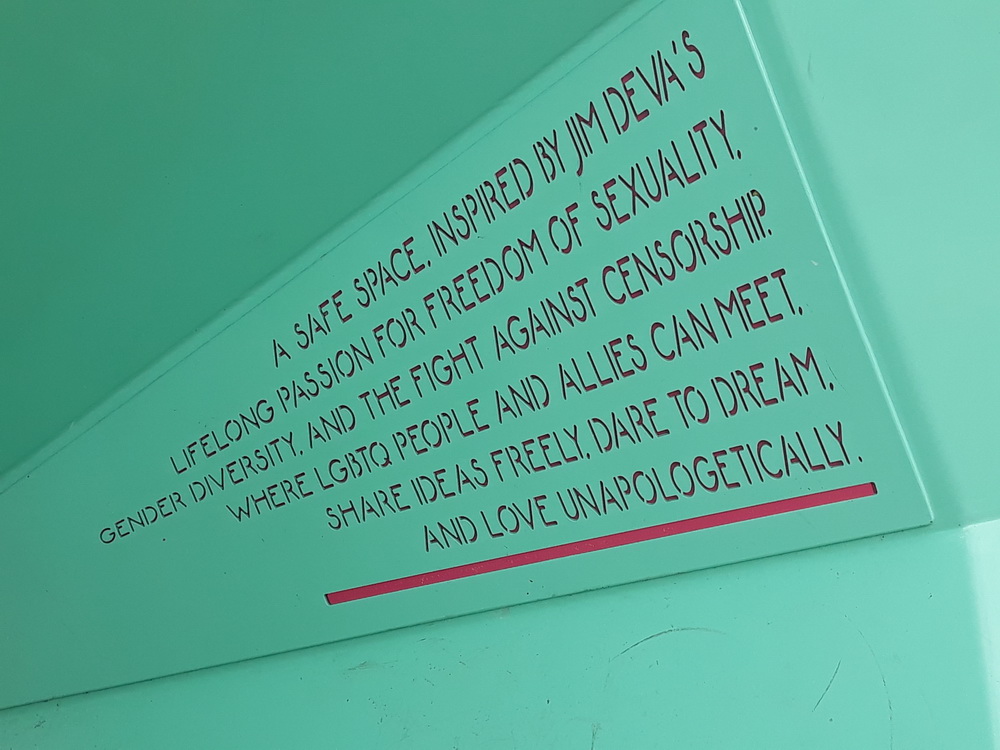 A SAFE SPACE, INSPIRED BY JIM DEVA'S
LIFELONG PASSION FOR FREEDOM OF SEXUALITY,
GENDER DIVERSITY, AND THE FIGHT AGAINST CENSORSHIP.
WHERE LGBTQ PEOPLE AND ALLIES CAN MEET,
SHARE IDEAS FREELY, DARE TO DREAM,
AND LOVE UNAPOLOGETICALLY.